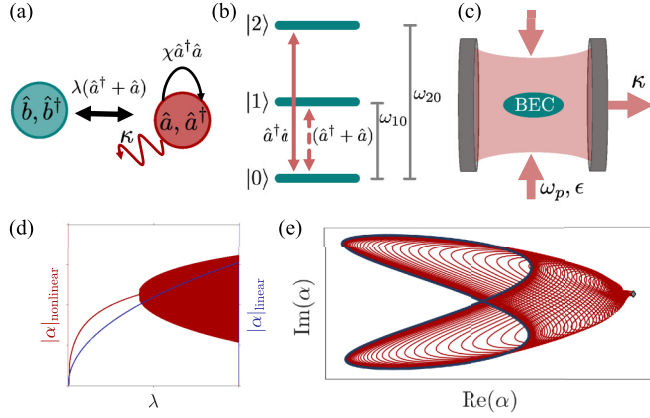 (a)
χâ†â
λ(â† + â)
b̂, b̂†
â, â†
κ
(b)
|2⟩
|1⟩
ω₂₀
ω₁₀
â†â
(â† + â)
|0⟩
(c)
κ
BEC
ωₚ, ϵ
(d)
|α|nonlinear
|α|linear
λ
(e)
Im(α)
Re(α)